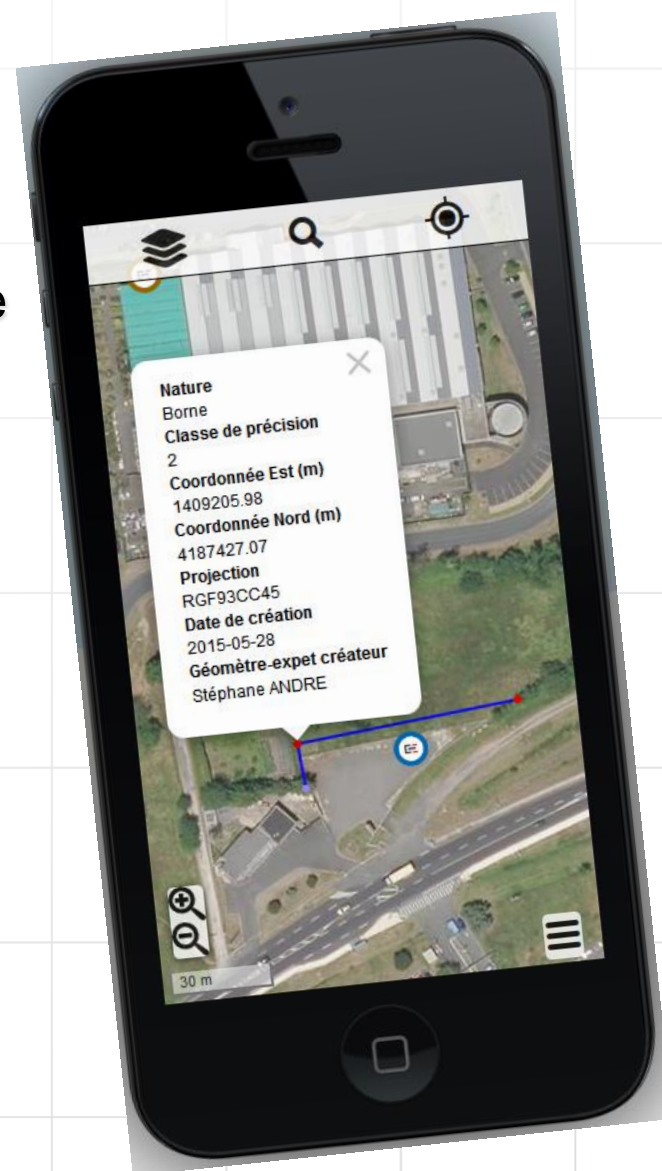 e
Nature
Borne
Classe de précision
2
Coordonnée Est (m)
1409205.98
Coordonnée Nord (m)
4187427.07
Projection
RGF93CC45
Date de création
2015-05-28
Géomètre-expet créateur
Stéphane ANDRE
30 m